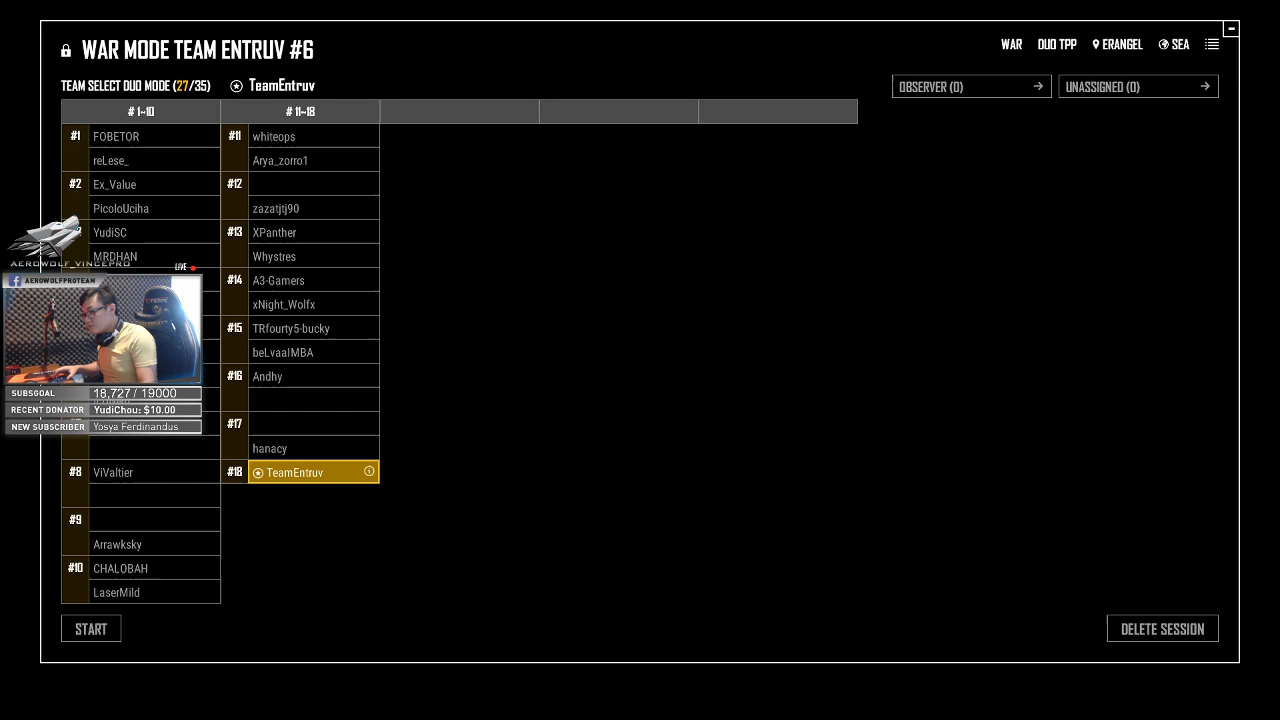 WAR MODE TEAM ENTRUV #6
WAR DUO TPP ERANGEL SEA
TEAM SELECT DUO MODE (27/35) TeamEntruv
OBSERVER (0) UNASSIGNED (0)
# 1~10 # 11~18
#1 FOBETOR #11 whiteops
reLese_ Arya_zorro1
#2 Ex_Value #12
PicoloUciha zazatjtj90
YudiSC #13 XPanther
MRDHAN Whystres
AEROWOLF_VINCEPRO
LIVE
AEROWOLFPROTEAM
#14 A3-Gamers
xNight_Wolfx
#15 TRfourty5-bucky
beLvaaIMBA
#16 Andhy
SUBSGOAL 18,727 / 19000
RECENT DONATOR YudiChou: $10.00
NEW SUBSCRIBER Yosya Ferdinandus
#17
hanacy
#8 ViValtier #18 TeamEntruv
#9
Arrawksky
#10 CHALOBAH
LaserMild
START DELETE SESSION